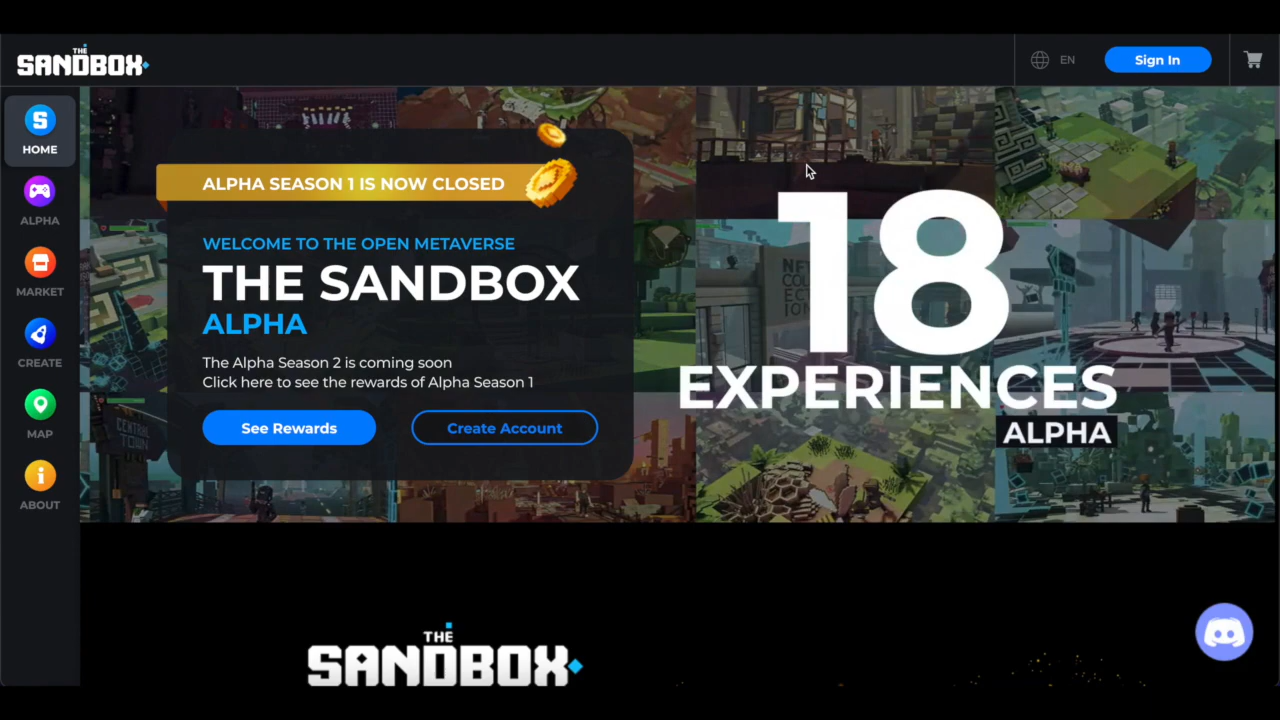 THE
SANDBOX
EN
Sign In
HOME
ALPHA
MARKET
CREATE
MAP
ABOUT
ALPHA SEASON 1 IS NOW CLOSED
WELCOME TO THE OPEN METAVERSE
THE SANDBOX
ALPHA
The Alpha Season 2 is coming soon
Click here to see the rewards of Alpha Season 1
See Rewards
Create Account
18
EXPERIENCES
ALPHA
CENTRAL
TOWN
THE
SANDBOX